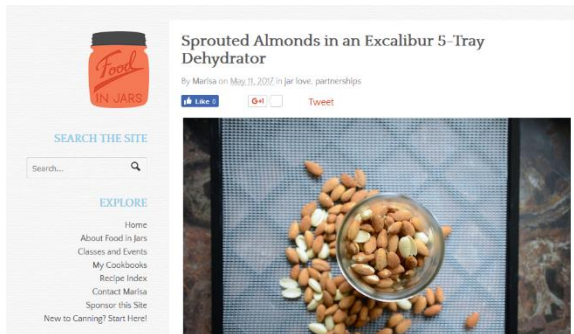 Food
IN JARS
SEARCH THE SITE
Search...
EXPLORE
Home
About Food in Jars
Classes and Events
My Cookbooks
Recipe Index
Contact Marisa
Sponsor this Site
New to Canning? Start Here!
Sprouted Almonds in an Excalibur 5-Tray
Dehydrator
By Marisa on May 11, 2017 in jar love, partnerships
Like 0
G+1
Tweet